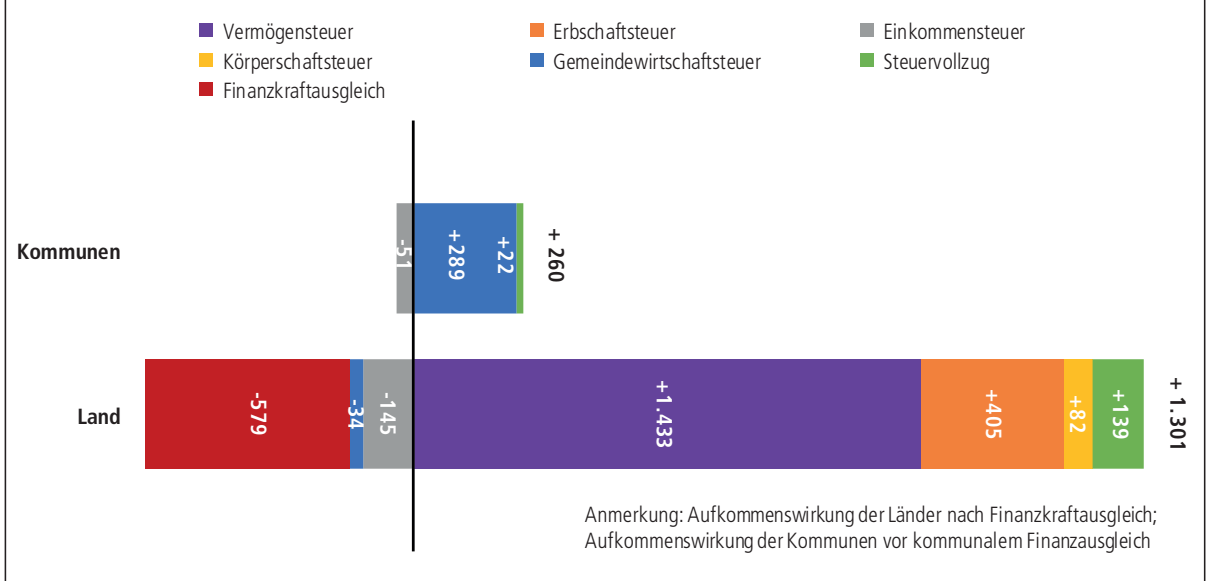 Vermögensteuer
Erbschaftsteuer
Einkommensteuer
Körperschaftsteuer
Gemeindewirtschaftsteuer
Steuervollzug
Finanzkraftausgleich
Kommunen
-51
+289
+22
+ 260
Land
-579
-34
-145
+1.433
+405
+82
+139
+ 1.301
Anmerkung: Aufkommenswirkung der Länder nach Finanzkraftausgleich;
Aufkommenswirkung der Kommunen vor kommunalem Finanzausgleich